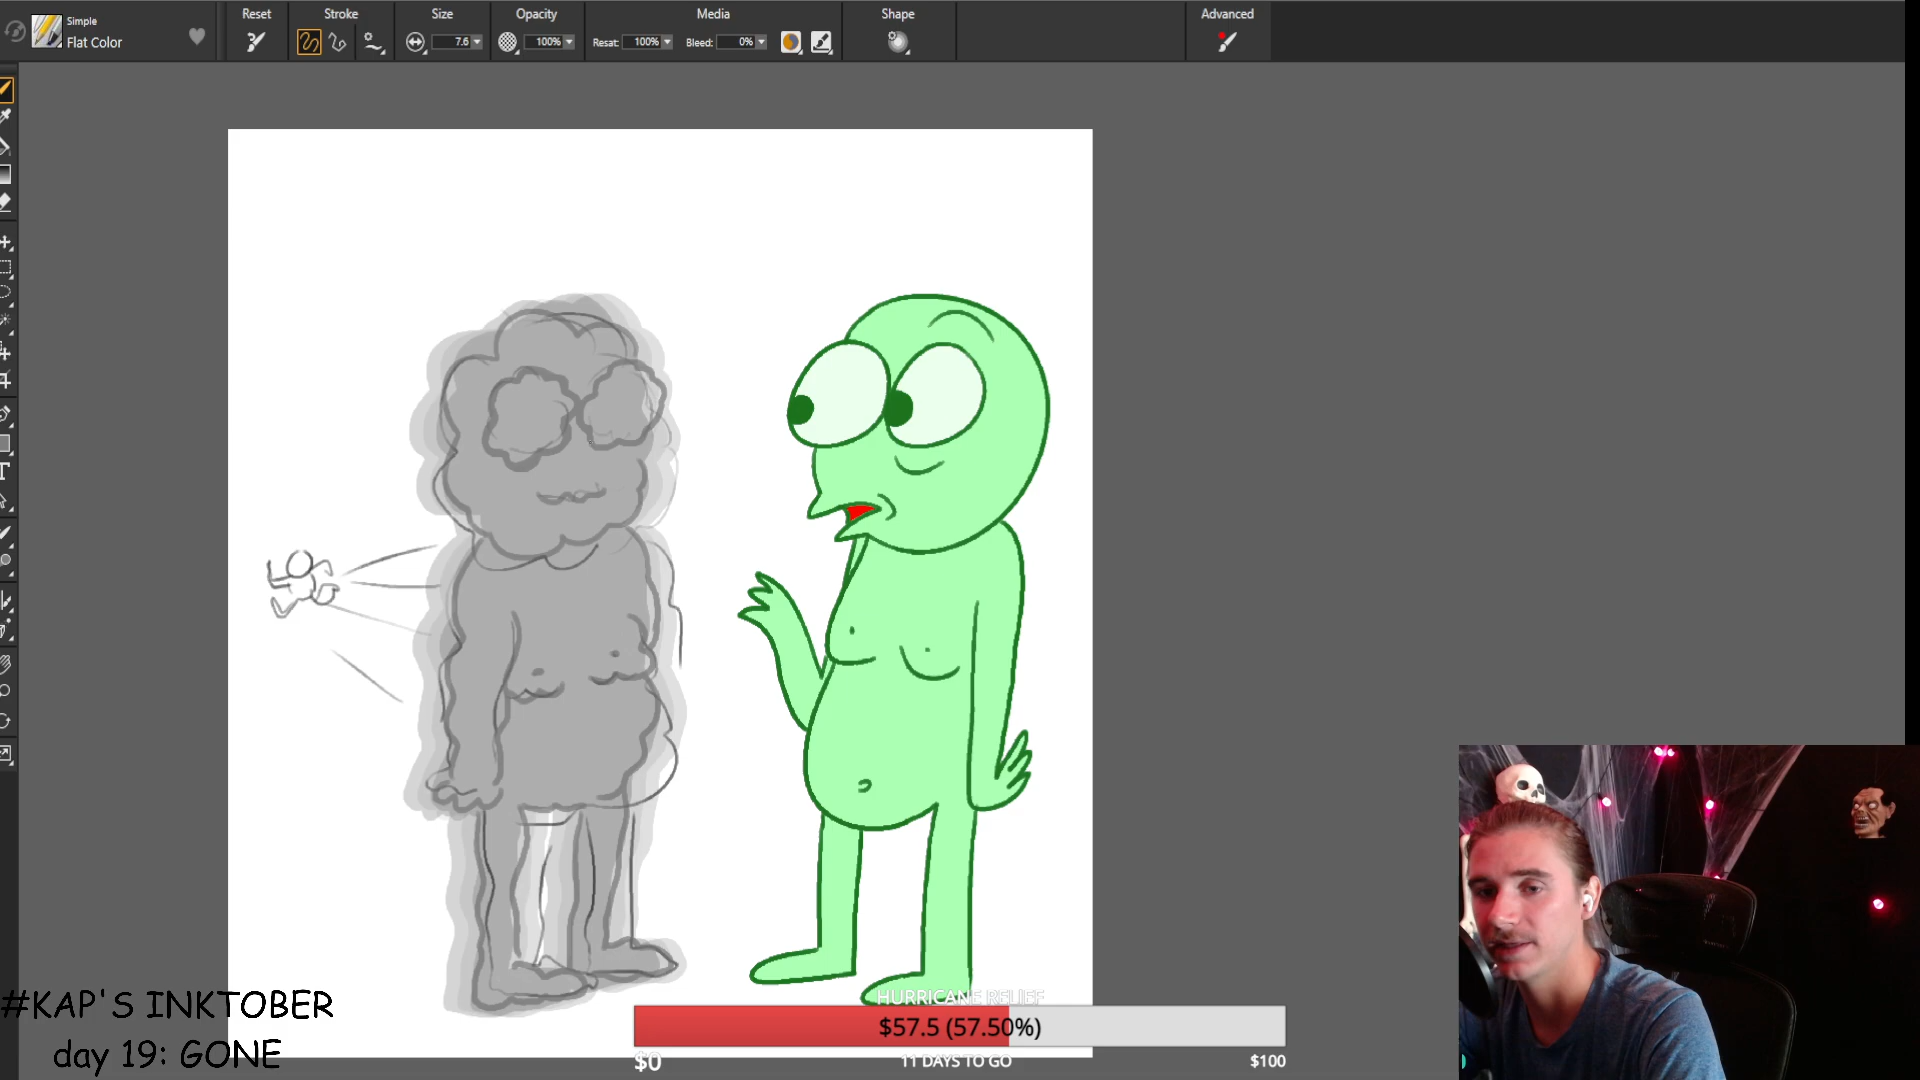 Simple
Flat Color
Reset
Stroke
Size
7.6
Opacity
100%
Media
Resat: 100%
Bleed: 0%
Shape
Advanced
T
#KAP'S INKTOBER
day 19: GONE
HURRICANE RELIEF
$57.5 (57.50%)
$0
11 DAYS TO GO
$100